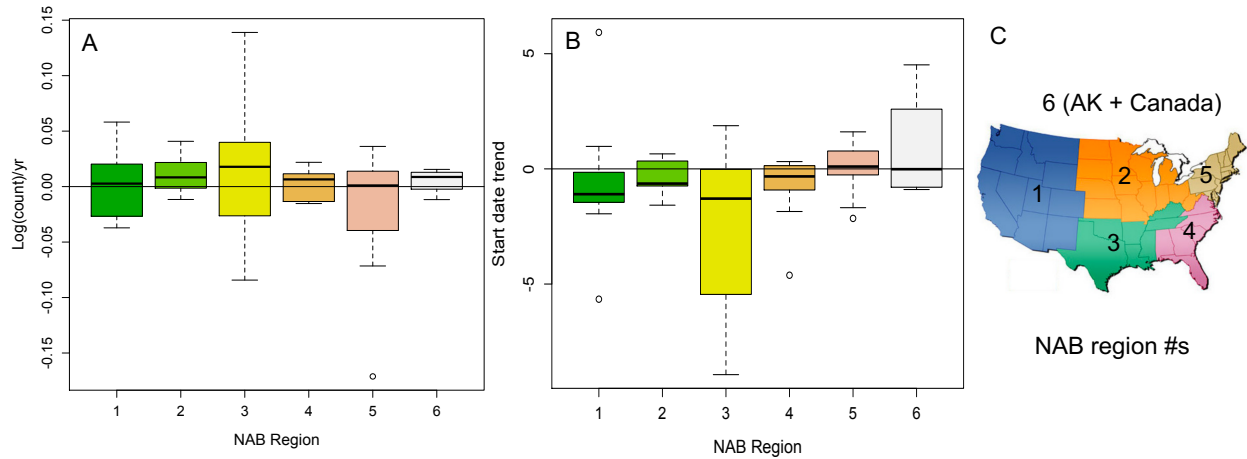 A
Log(count)/yr
0.15
0.10
0.05
0.00
-0.05
-0.10
-0.15
1 2 3 4 5 6
NAB Region
B
Start date trend
5
0
-5
1 2 3 4 5 6
NAB Region
C
6 (AK + Canada)
1
2
5
3
4
NAB region #s